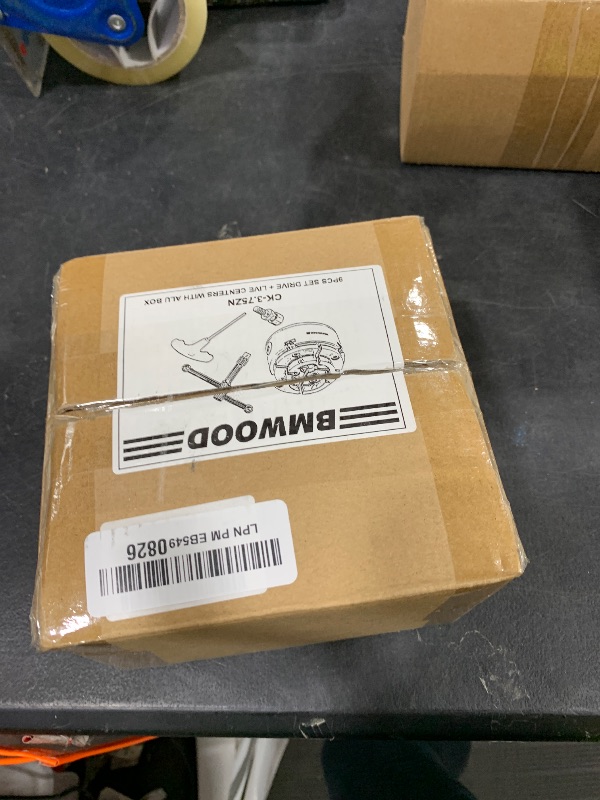 BMWOOD
CK-3.75ZN
9PCS SET DRIVE + LIVE CENTERS WITH ALU BOX
LPN PM EB5490826